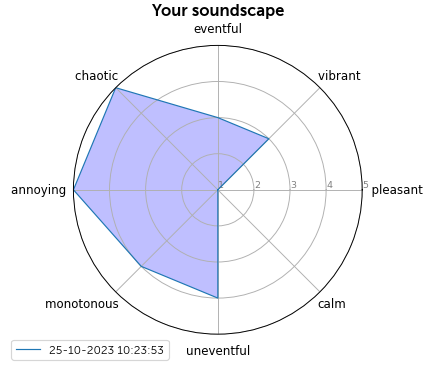 Your soundscape
eventful
chaotic
vibrant
annoying
1 2 3 4 5
pleasant
monotonous
calm
25-10-2023 10:23:53
uneventful